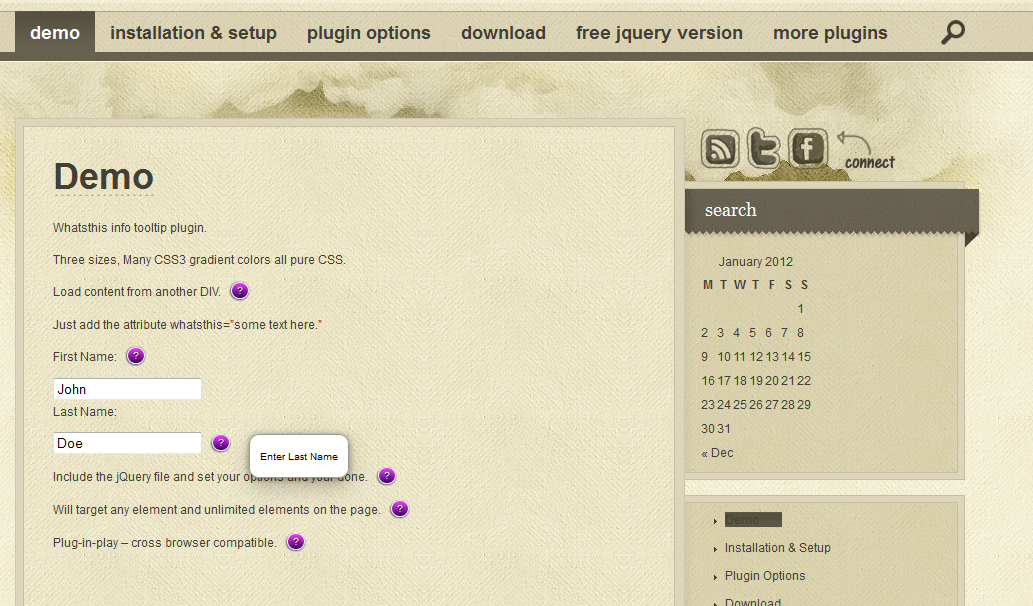 demo installation & setup plugin options download free jquery version more plugins
connect
Demo
Whatsthis info tooltip plugin.
Three sizes, Many CSS3 gradient colors all pure CSS.
Load content from another DIV. ?
Just add the attribute whatsthis="some text here."
First Name: ?
John
Last Name:
Doe ?
Enter Last Name
Include the jQuery file and set your options and your done. ?
Will target any element and unlimited elements on the page. ?
Plug-in-play – cross browser compatible. ?
search
January 2012
M T W T F S S
1
2 3 4 5 6 7 8
9 10 11 12 13 14 15
16 17 18 19 20 21 22
23 24 25 26 27 28 29
30 31
« Dec
Demo
Installation & Setup
Plugin Options
Download